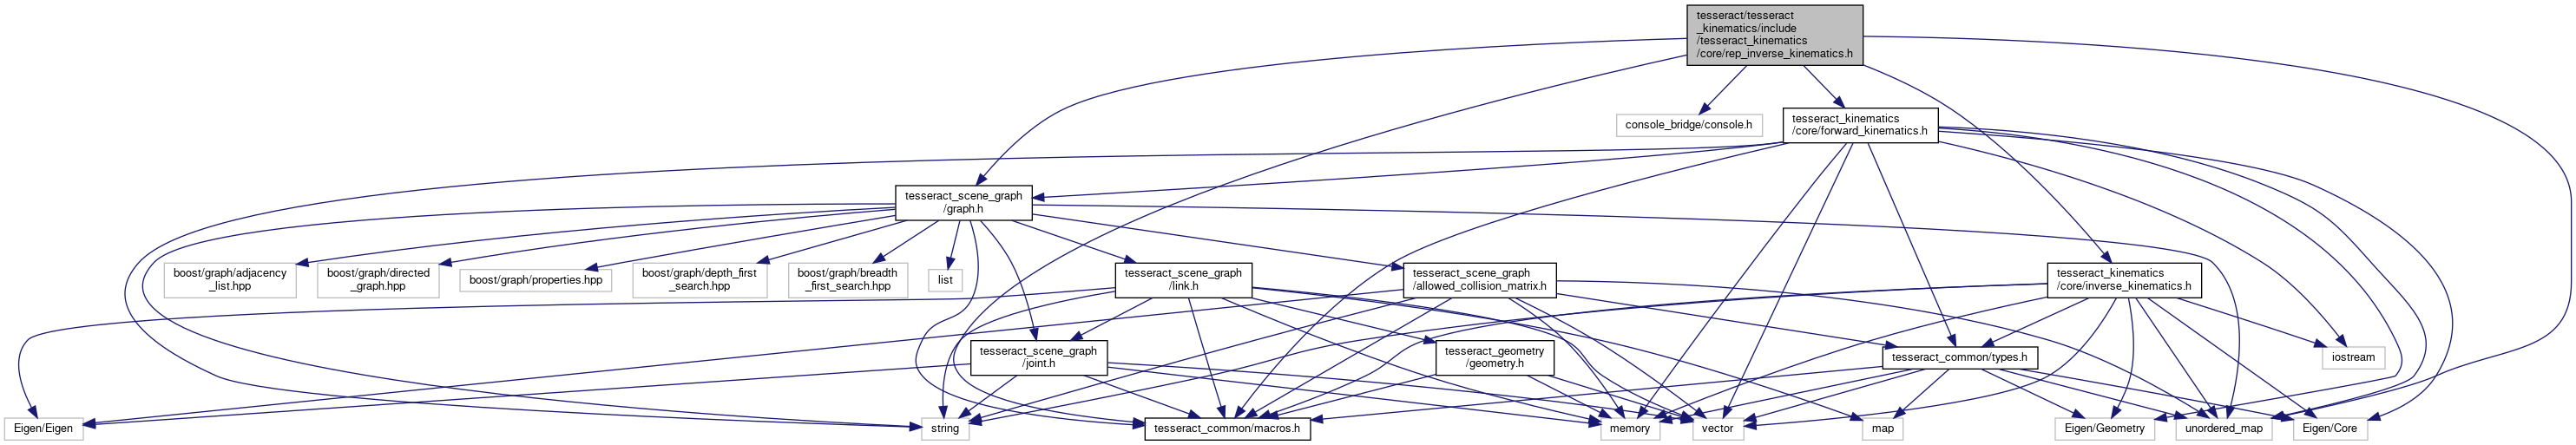 tesseract/tesseract
_kinematics/include
/tesseract_kinematics
/core/rep_inverse_kinematics.h
console_bridge/console.h
tesseract_kinematics
/core/forward_kinematics.h
tesseract_scene_graph
/graph.h
boost/graph/adjacency
_list.hpp
boost/graph/directed
_graph.hpp
boost/graph/properties.hpp
boost/graph/depth_first
_search.hpp
boost/graph/breadth
_first_search.hpp
list
tesseract_scene_graph
/link.h
tesseract_scene_graph
/allowed_collision_matrix.h
tesseract_kinematics
/core/inverse_kinematics.h
tesseract_scene_graph
/joint.h
tesseract_geometry
/geometry.h
tesseract_common/types.h
iostream
Eigen/Eigen
string
tesseract_common/macros.h
memory
vector
map
Eigen/Geometry
unordered_map
Eigen/Core